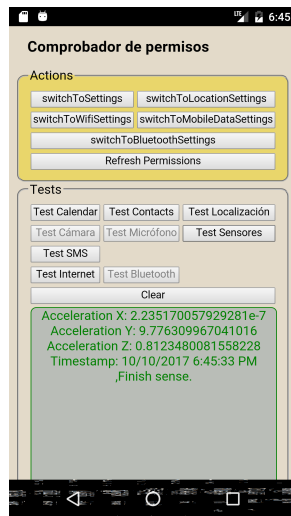 LTE 6:45
Comprobador de permisos
Actions
switchToSettings switchToLocationSettings
switchToWifiSettings switchToMobileDataSettings
switchToBluetoothSettings
Refresh Permissions
Tests
Test Calendar Test Contacts Test Localización
Test Cámara Test Micrófono Test Sensores
Test SMS
Test Internet Test Bluetooth
Clear
Acceleration X: 2.235170057929281e-7
Acceleration Y: 9.776309967041016
Acceleration Z: 0.8123480081558228
Timestamp: 10/10/2017 6:45:33 PM
,Finish sense.